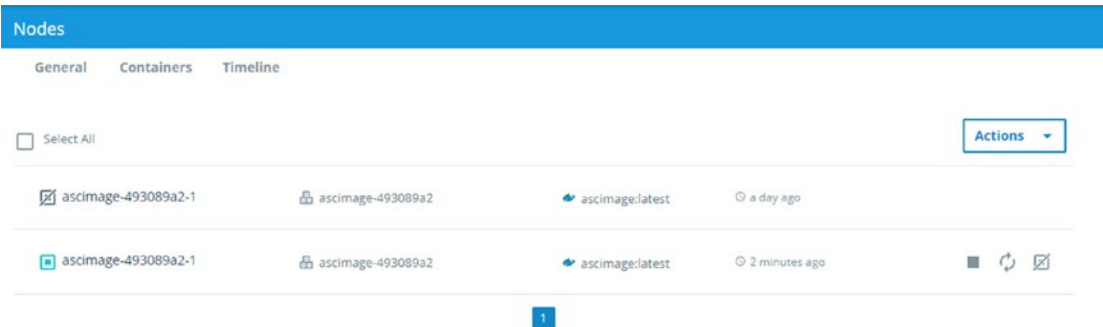 Nodes
General Containers Timeline
Select All Actions
ascimage-493089a2-1 ascimage-493089a2 ascimage:latest a day ago
ascimage-493089a2-1 ascimage-493089a2 ascimage:latest 2 minutes ago
1